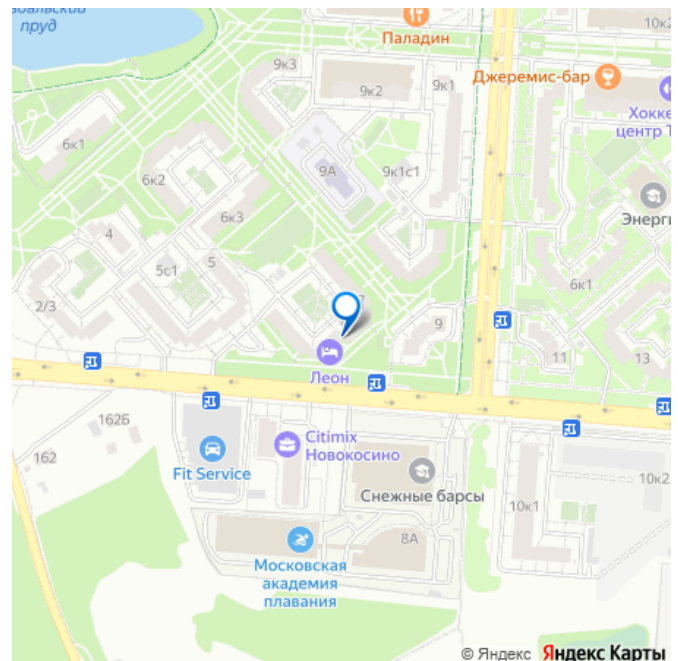 пруд
Паладин
10к2
9к3
9к2
9к1
Джеремис-бар
Хокке
центр Т
6к1
9А
9к1с1
6к2
Энерги
6к3
4
5с1
5
6к1
2/3
7
9
11
13
Леон
162Б
162
Citimix
Новокосино
Fit Service
Снежные барсы
10к2
10к1
8А
Московская
академия
плавания
© Яндекс Яндекс Карты